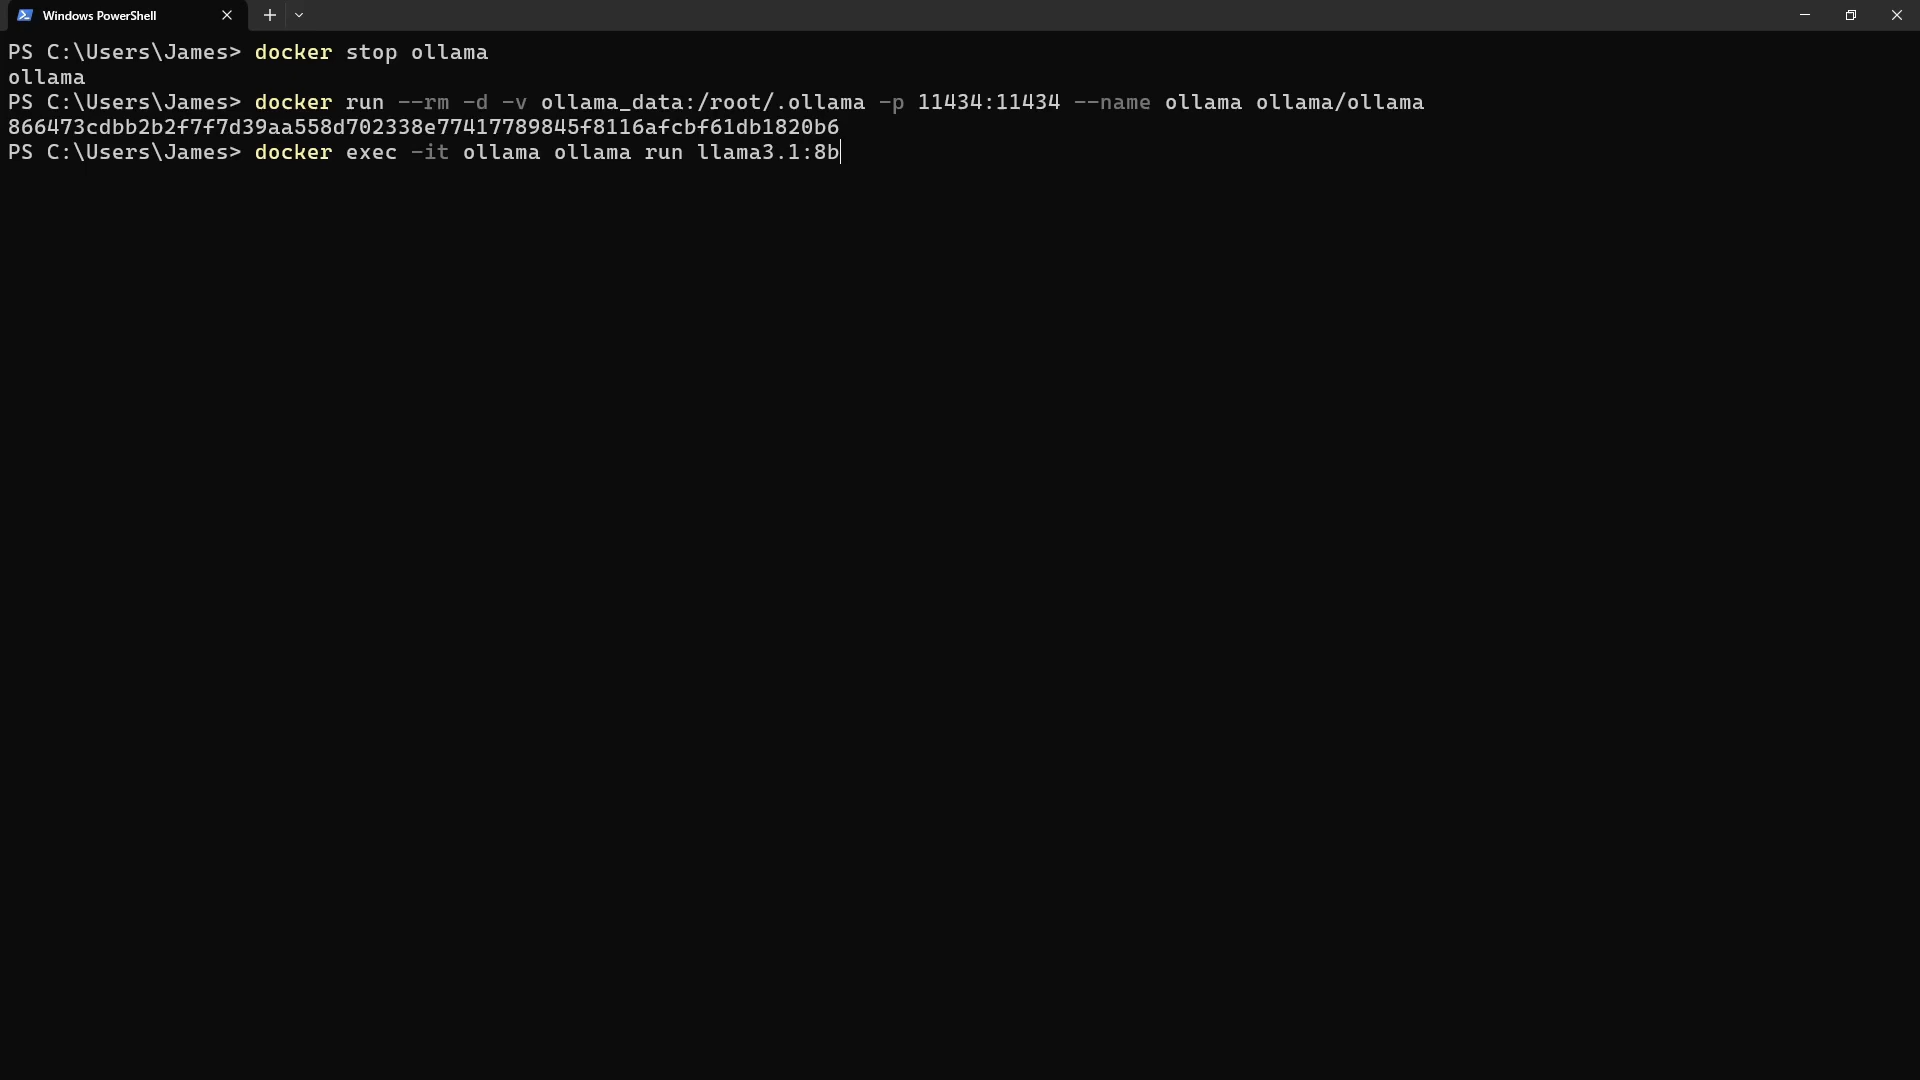 Windows PowerShell
PS C:\Users\James> docker stop ollama
ollama
PS C:\Users\James> docker run --rm -d -v ollama_data:/root/.ollama -p 11434:11434 --name ollama ollama/ollama
866473cdbb2b2f7f7d39aa558d702338e77417789845f8116afcbf61db1820b6
PS C:\Users\James> docker exec -it ollama ollama run llama3.1:8b